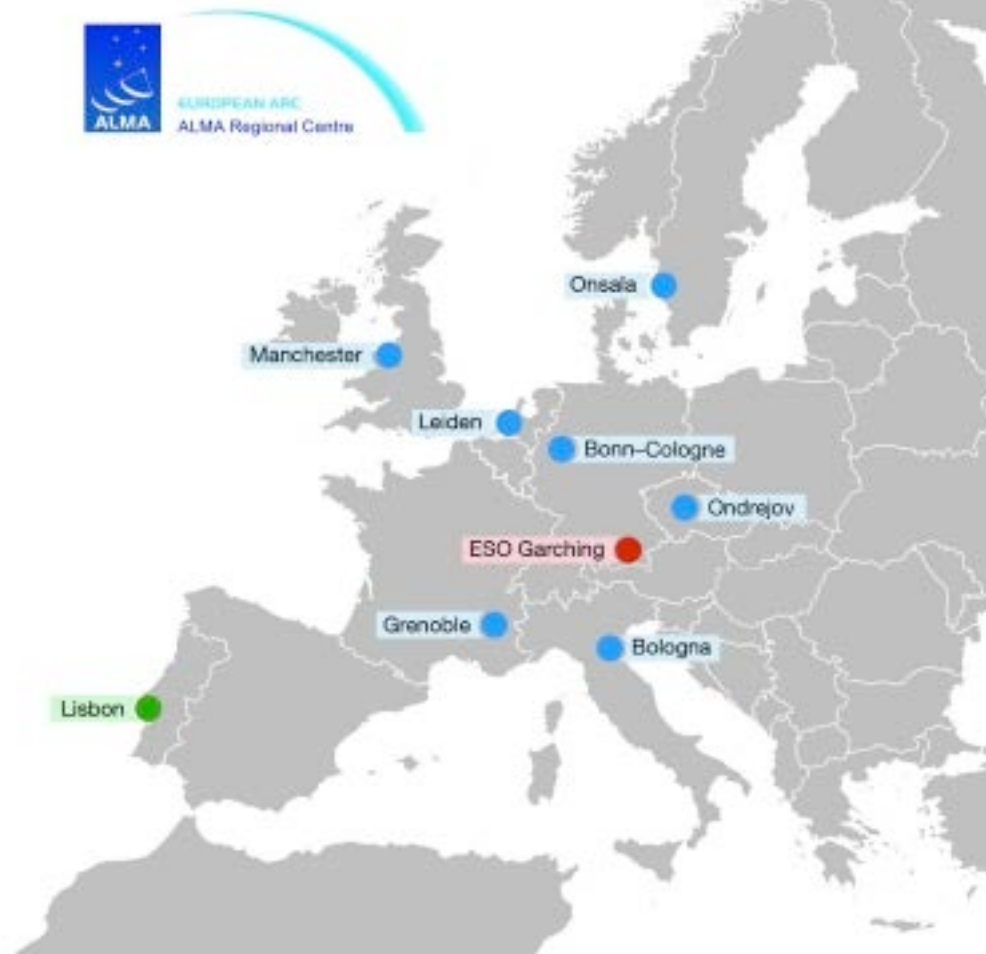 ALMA
EUROPEAN ARC
ALMA Regional Centre
Onsala
Manchester
Leiden
Bonn–Cologne
Ondrejov
ESO Garching
Grenoble
Bologna
Lisbon